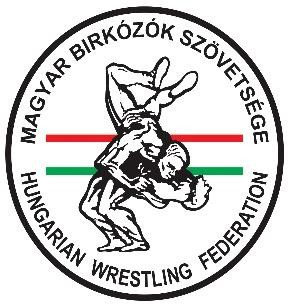 MAGYAR BIRKÓZÓK SZÖVETSÉGE
HUNGARIAN WRESTLING FEDERATION